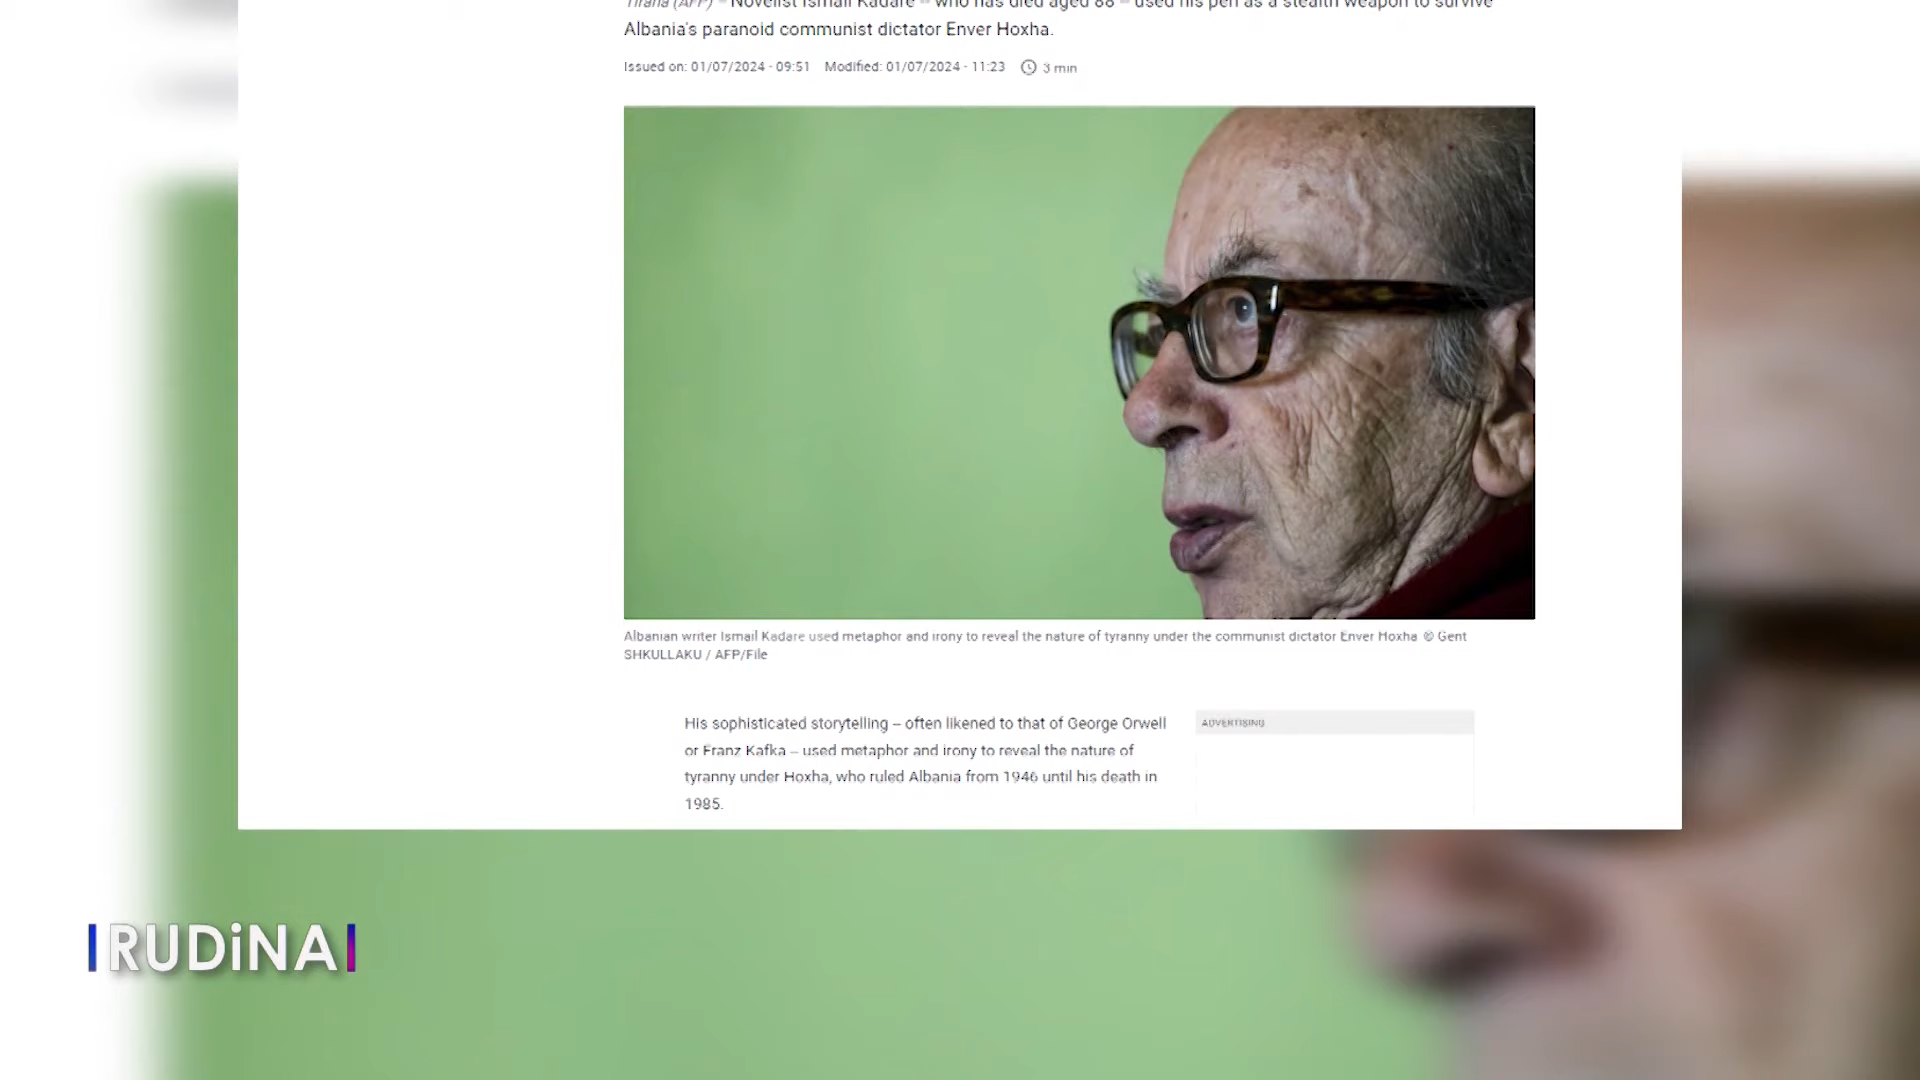 Tirana (AFP) – Novelist Ismail Kadare – who has died aged 88 – used his pen as a stealth weapon to survive
Albania's paranoid communist dictator Enver Hoxha.
Issued on: 01/07/2024 - 09:51 Modified: 01/07/2024 - 11:23 3 min
Albanian writer Ismail Kadare used metaphor and irony to reveal the nature of tyranny under the communist dictator Enver Hoxha © Gent
SHKULLAKU / AFP/File
His sophisticated storytelling – often likened to that of George Orwell
or Franz Kafka – used metaphor and irony to reveal the nature of
tyranny under Hoxha, who ruled Albania from 1946 until his death in
1985.
ADVERTISING
RUDiNA